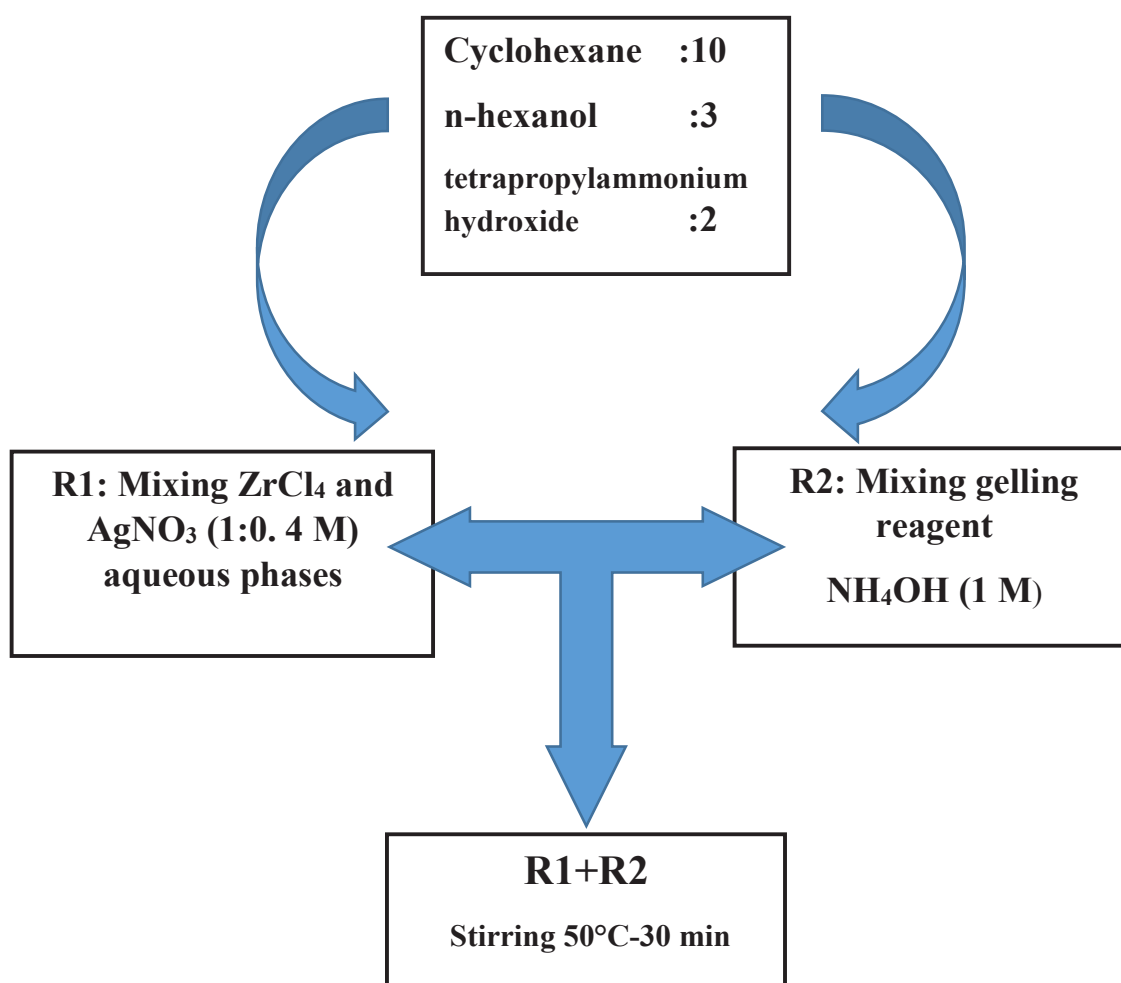 Cyclohexane :10
n-hexanol :3
tetrapropylammonium
hydroxide :2
R1: Mixing ZrCl₄ and
AgNO₃ (1:0. 4 M)
aqueous phases
R2: Mixing gelling
reagent
NH₄OH (1 M)
R1+R2
Stirring 50°C-30 min